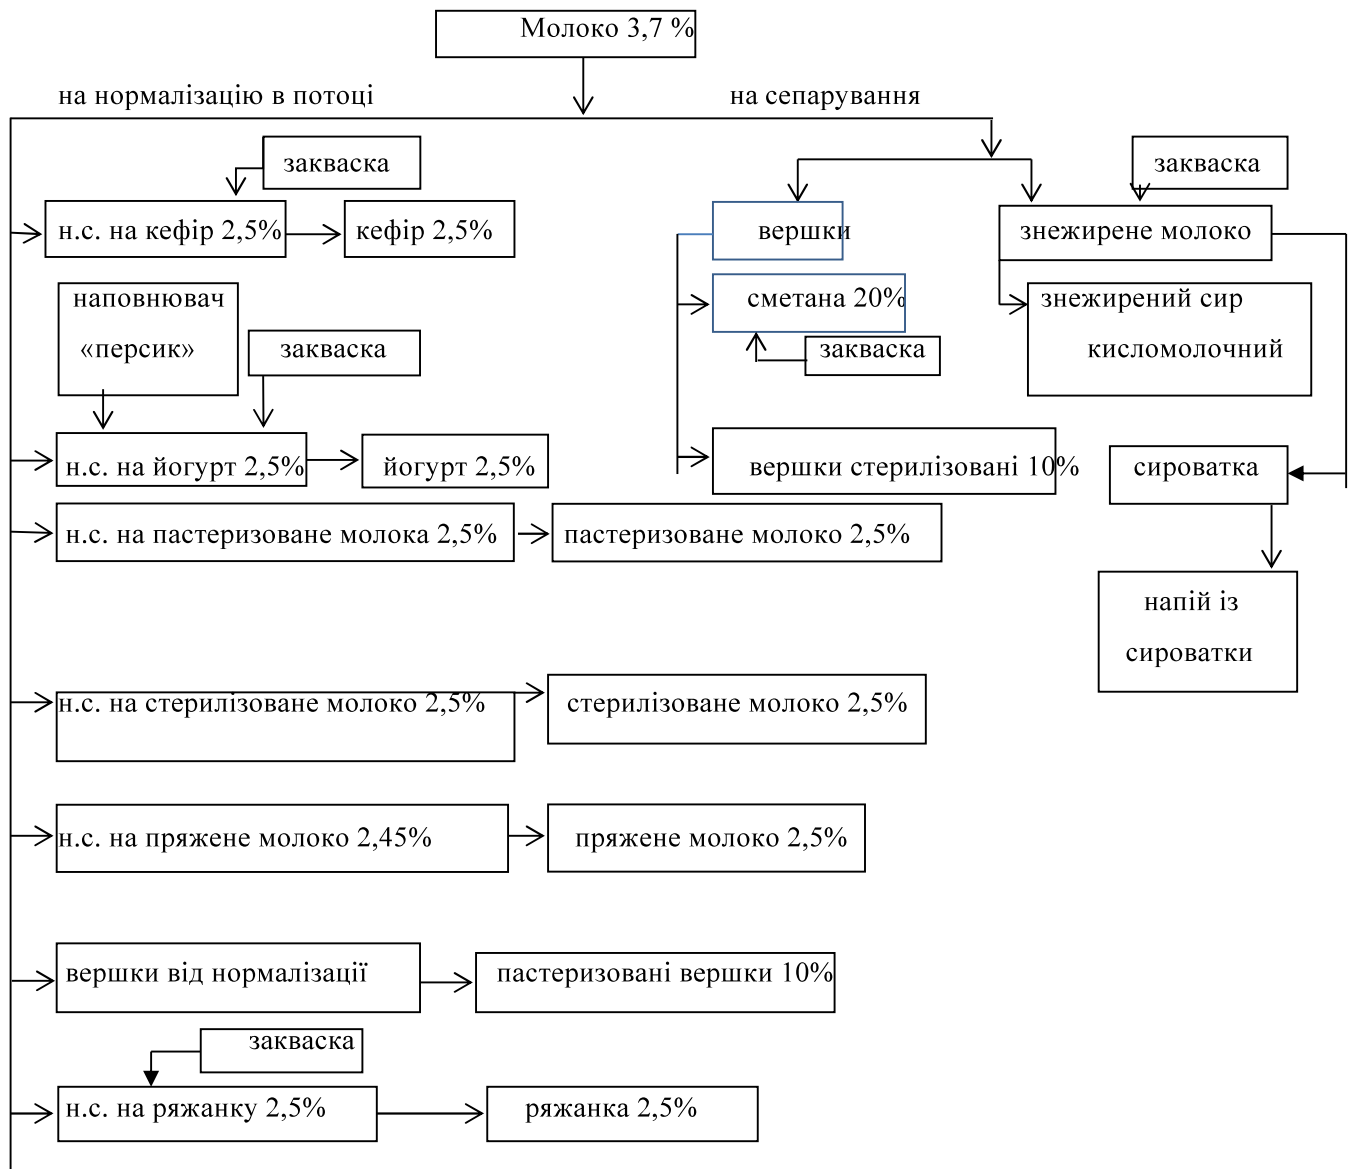 Молоко 3,7 %
на нормалізацію в потоці
на сепарування
закваска
закваска
н.с. на кефір 2,5%
кефір 2,5%
вершки
знежирене молоко
наповнювач
«персик»
закваска
сметана 20%
закваска
знежирений сир
кисломолочний
н.с. на йогурт 2,5%
йогурт 2,5%
вершки стерилізовані 10%
сироватка
н.с. на пастеризоване молока 2,5%
пастеризоване молоко 2,5%
напій із
сироватки
н.с. на стерилізоване молоко 2,5%
стерилізоване молоко 2,5%
н.с. на пряжене молоко 2,45%
пряжене молоко 2,5%
вершки від нормалізації
пастеризовані вершки 10%
закваска
н.с. на ряжанку 2,5%
ряжанка 2,5%